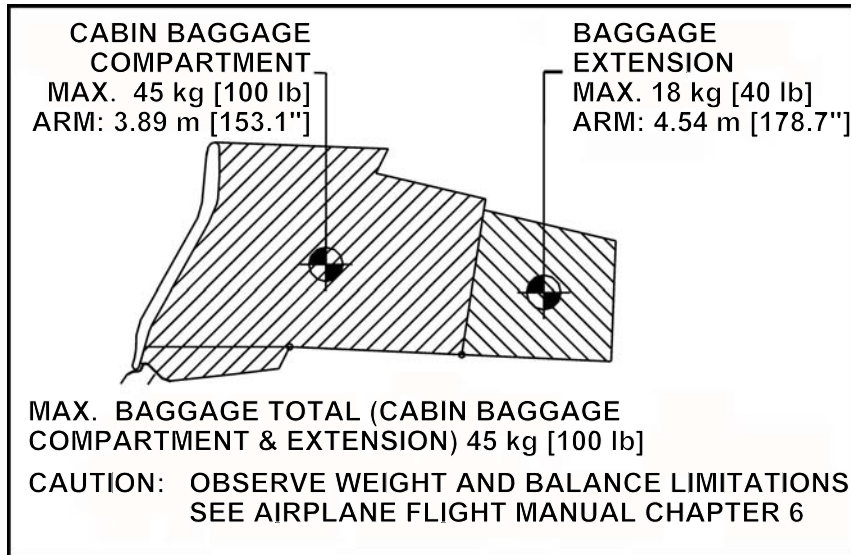 CABIN BAGGAGE
COMPARTMENT
MAX. 45 kg [100 lb]
ARM: 3.89 m [153.1"]
BAGGAGE
EXTENSION
MAX. 18 kg [40 lb]
ARM: 4.54 m [178.7"]
MAX. BAGGAGE TOTAL (CABIN BAGGAGE
COMPARTMENT & EXTENSION) 45 kg [100 lb]
CAUTION: OBSERVE WEIGHT AND BALANCE LIMITATIONS
SEE AIRPLANE FLIGHT MANUAL CHAPTER 6